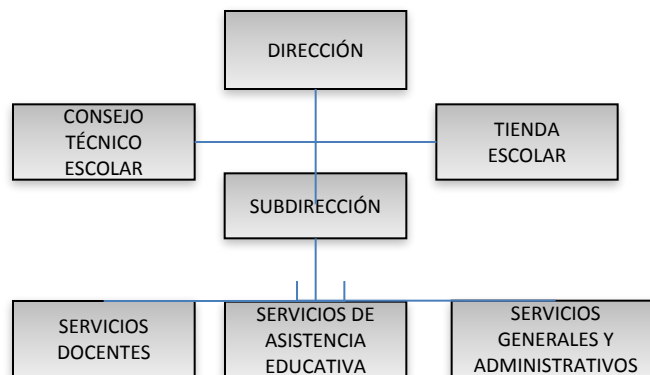 DIRECCIÓN
CONSEJO
TÉCNICO
ESCOLAR
TIENDA
ESCOLAR
SUBDIRECCIÓN
SERVICIOS
DOCENTES
SERVICIOS DE
ASISTENCIA
EDUCATIVA
SERVICIOS
GENERALES Y
ADMINISTRATIVOS